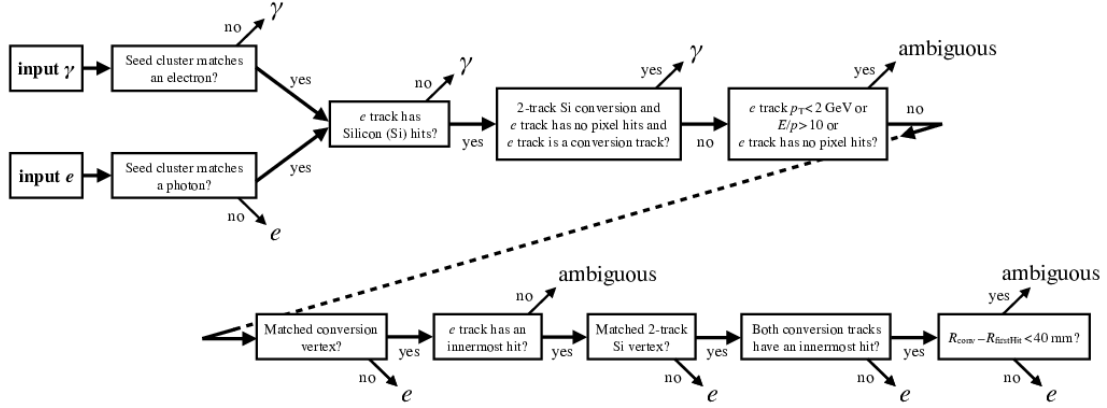 no
γ
input γ
Seed cluster matches
an electron?
yes
input e
Seed cluster matches
a photon?
yes
no
e
e track has
Silicon (Si) hits?
no
γ
yes
2-track Si conversion and
e track has no pixel hits and
e track is a conversion track?
yes
γ
no
e track pT < 2 GeV or
E/p > 10 or
e track has no pixel hits?
yes
ambiguous
no
Matched conversion
vertex?
no
e
yes
e track has an
innermost hit?
no
ambiguous
yes
Matched 2-track
Si vertex?
no
e
yes
Both conversion tracks
have an innermost hit?
no
e
yes
Rconv – RfirstHit < 40 mm?
yes
ambiguous
no
e